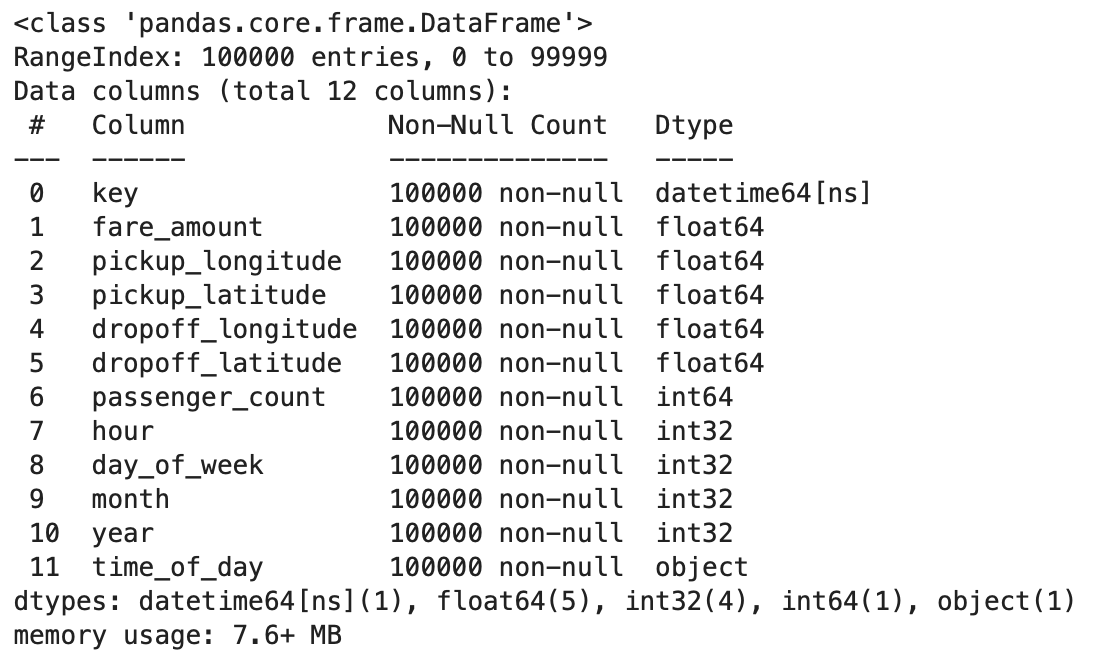 <class 'pandas.core.frame.DataFrame'>
RangeIndex: 100000 entries, 0 to 99999
Data columns (total 12 columns):
 #   Column             Non-Null Count   Dtype
---  ------             --------------   -----
 0   key                100000 non-null  datetime64[ns]
 1   fare_amount        100000 non-null  float64
 2   pickup_longitude   100000 non-null  float64
 3   pickup_latitude    100000 non-null  float64
 4   dropoff_longitude  100000 non-null  float64
 5   dropoff_latitude   100000 non-null  float64
 6   passenger_count    100000 non-null  int64
 7   hour               100000 non-null  int32
 8   day_of_week        100000 non-null  int32
 9   month              100000 non-null  int32
 10  year               100000 non-null  int32
 11  time_of_day        100000 non-null  object
dtypes: datetime64[ns](1), float64(5), int32(4), int64(1), object(1)
memory usage: 7.6+ MB